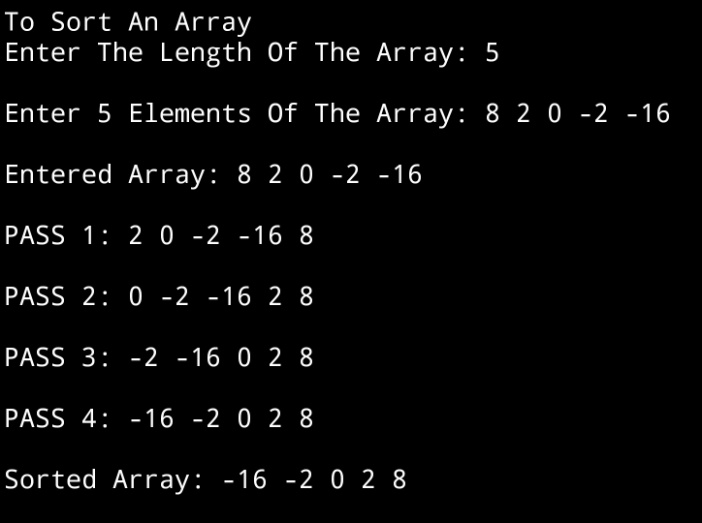 To Sort An Array
Enter The Length Of The Array: 5
Enter 5 Elements Of The Array: 8 2 0 -2 -16
Entered Array: 8 2 0 -2 -16
PASS 1: 2 0 -2 -16 8
PASS 2: 0 -2 -16 2 8
PASS 3: -2 -16 0 2 8
PASS 4: -16 -2 0 2 8
Sorted Array: -16 -2 0 2 8